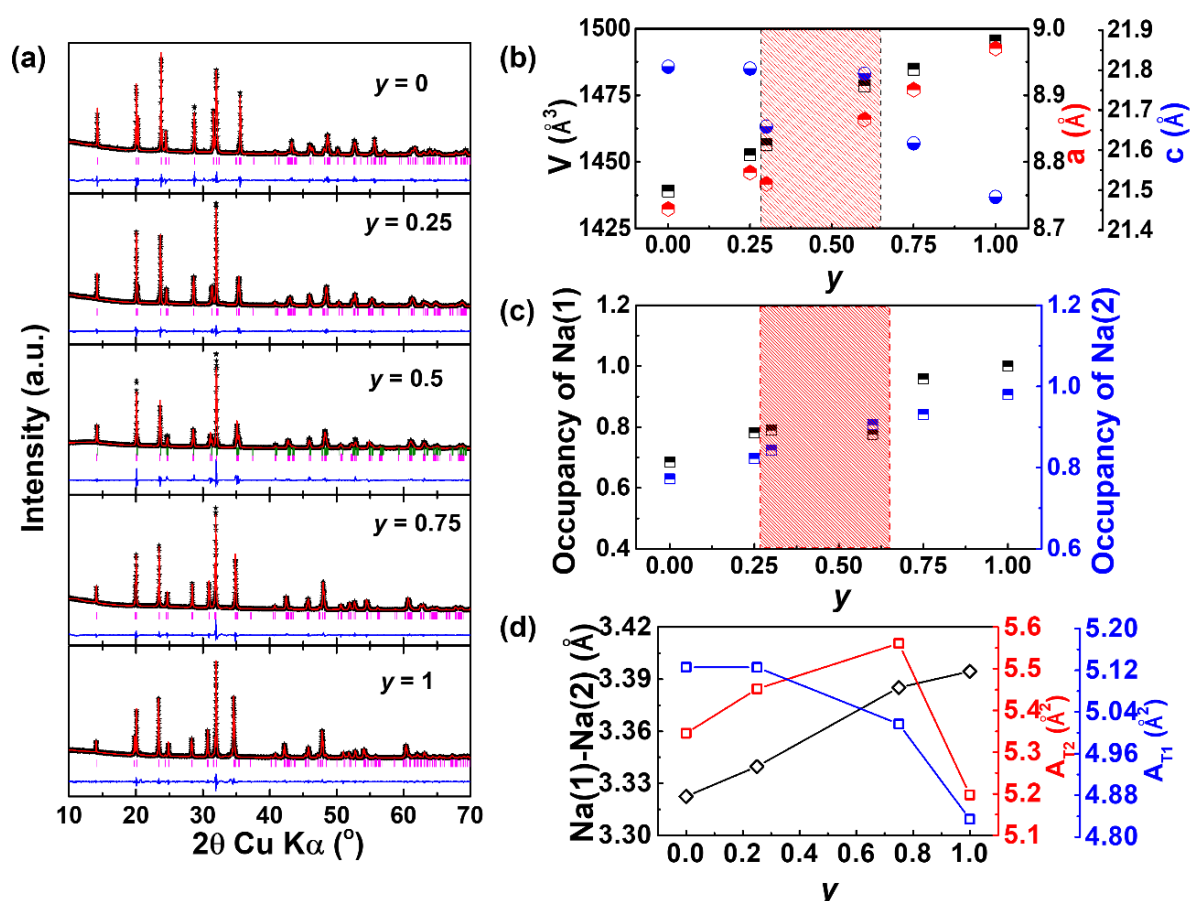 (a)
y = 0
y = 0.25
y = 0.5
y = 0.75
y = 1
Intensity (a.u.)
10 20 30 40 50 60 70
2θ Cu Kα (°)
(b)
1500
1475
1450
1425
V (Å³)
9.0
8.9
8.8
8.7
a (Å)
21.9
21.8
21.7
21.6
21.5
21.4
c (Å)
0.00 0.25 0.50 0.75 1.00
y
(c)
1.2
1.0
0.8
0.6
0.4
Occupancy of Na(1)
1.2
1.0
0.8
0.6
Occupancy of Na(2)
0.00 0.25 0.50 0.75 1.00
y
(d)
3.42
3.39
3.36
3.33
3.30
Na(1)-Na(2) (Å)
5.6
5.5
5.4
5.3
5.2
5.1
A_T2 (Å²)
5.20
5.12
5.04
4.96
4.88
4.80
A_T1 (Å²)
0.0 0.2 0.4 0.6 0.8 1.0
y